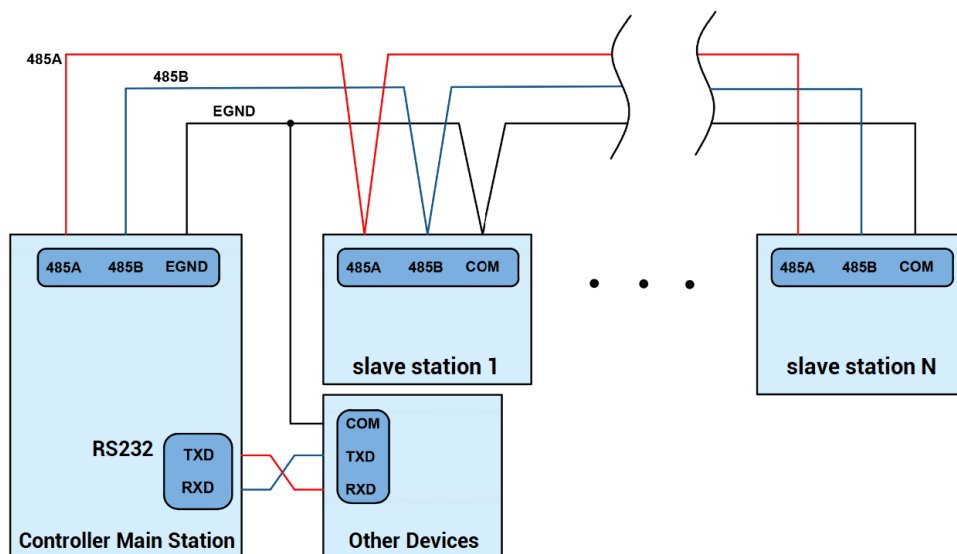 485A
485B
EGND
485A 485B EGND
485A 485B COM
485A 485B COM
slave station 1
slave station N
RS232
TXD
RXD
COM
TXD
RXD
Controller Main Station
Other Devices